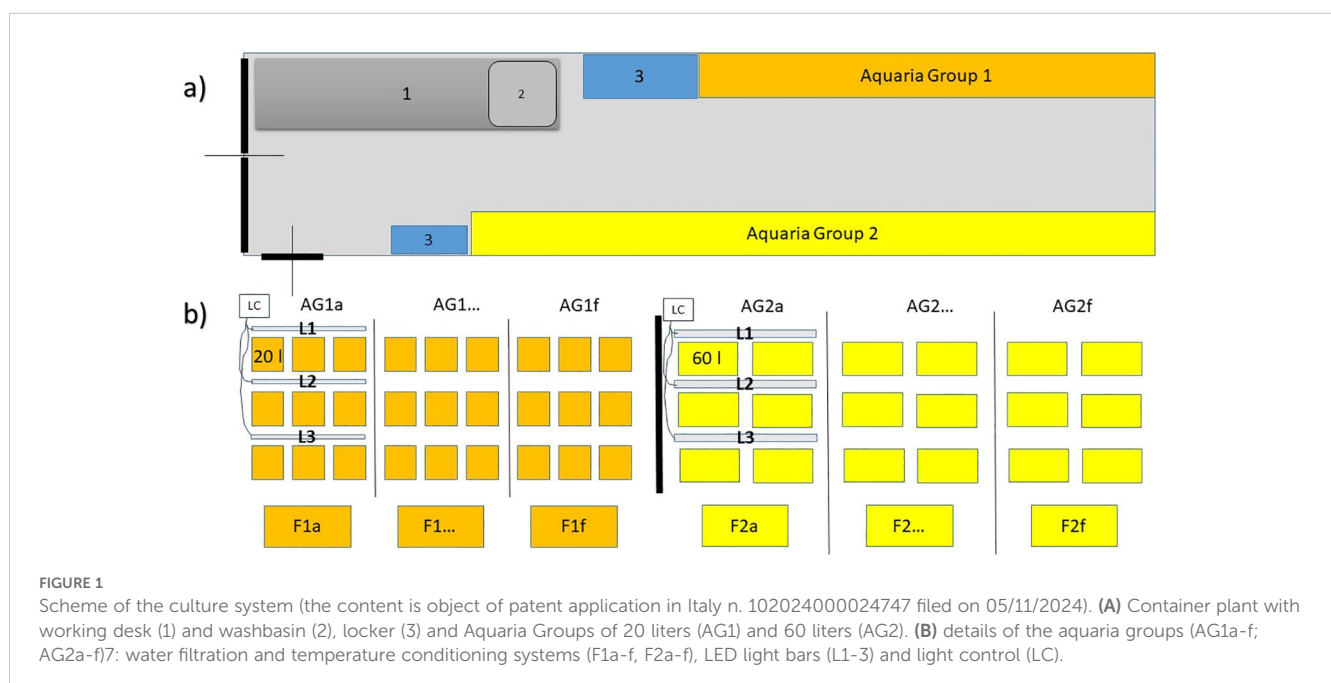 a)
1
2
3
Aquaria Group 1
3
Aquaria Group 2
b)
LC
AG1a
AG1...
AG1f
LC
AG2a
AG2...
AG2f
L1
L1
20 l
60 l
L2
L2
L3
L3
F1a
F1...
F1f
F2a
F2...
F2f
FIGURE 1
Scheme of the culture system (the content is object of patent application in Italy n. 102024000024747 filed on 05/11/2024). (A) Container plant with
working desk (1) and washbasin (2), locker (3) and Aquaria Groups of 20 liters (AG1) and 60 liters (AG2). (B) details of the aquaria groups (AG1a-f;
AG2a-f)7: water filtration and temperature conditioning systems (F1a-f, F2a-f), LED light bars (L1-3) and light control (LC).